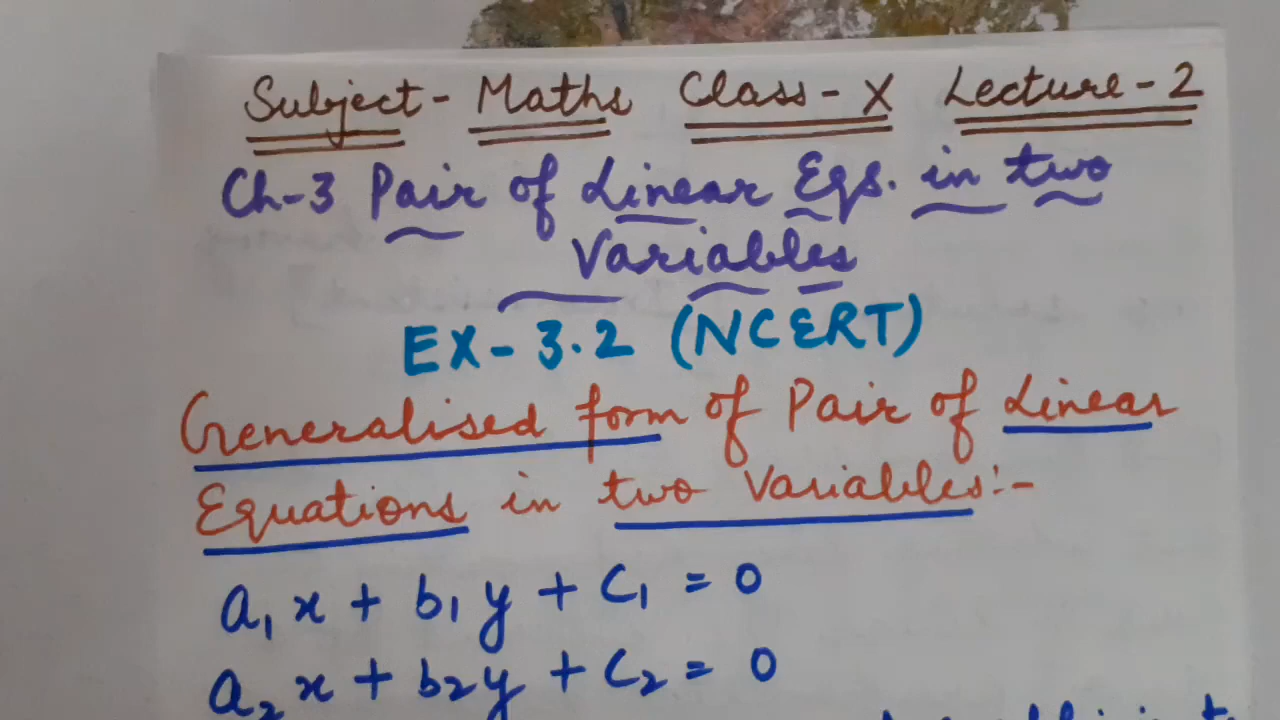 Subject - Maths Class - X Lecture - 2
Ch-3 Pair of Linear Eqs. in two
Variables
EX- 3.2 (NCERT)
Generalised form of Pair of Linear
Equations in two Variables:-
a₁x + b₁y + c₁ = 0
a₂x + b₂y + c₂ = 0